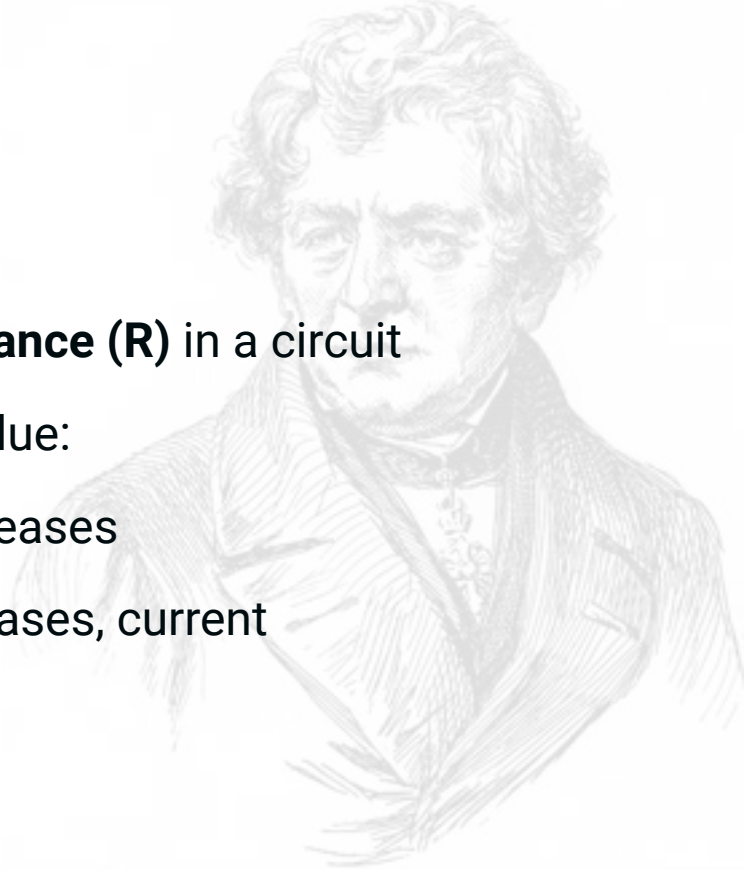 ance (R) in a circuit
lue:
eases
ases, current